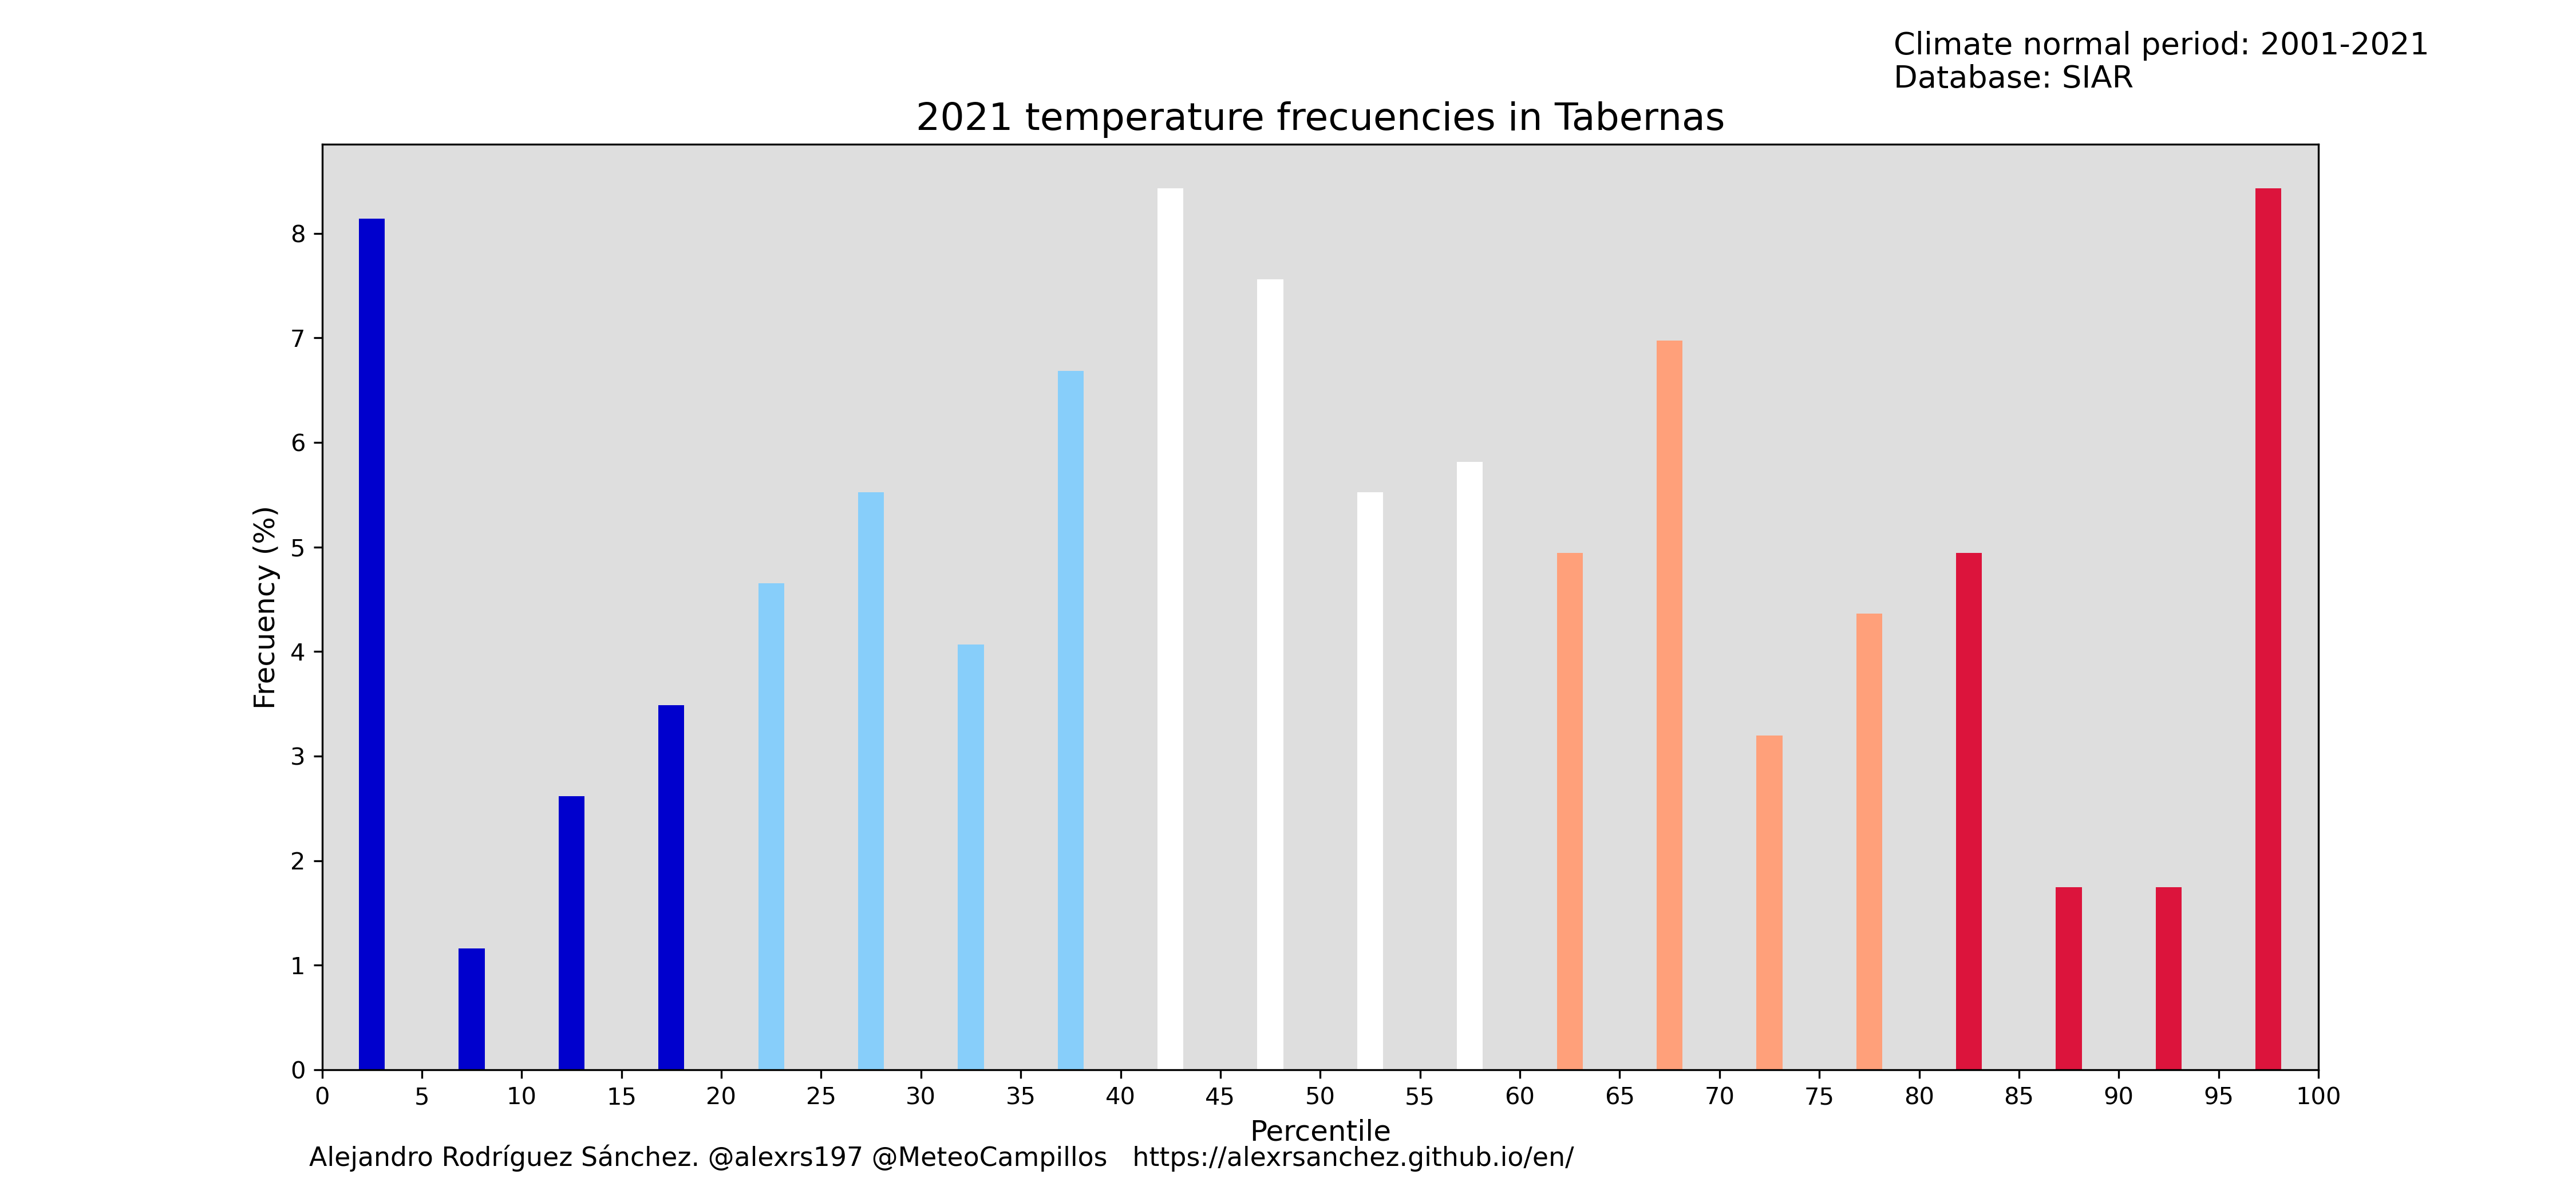 Climate normal period: 2001-2021
Database: SIAR
2021 temperature frecuencies in Tabernas
8
7
6
5
4
3
2
1
0
Frecuency (%)
0 5 10 15 20 25 30 35 40 45 50 55 60 65 70 75 80 85 90 95 100
Percentile
Alejandro Rodríguez Sánchez. @alexrs197 @MeteoCampillos https://alexrsanchez.github.io/en/